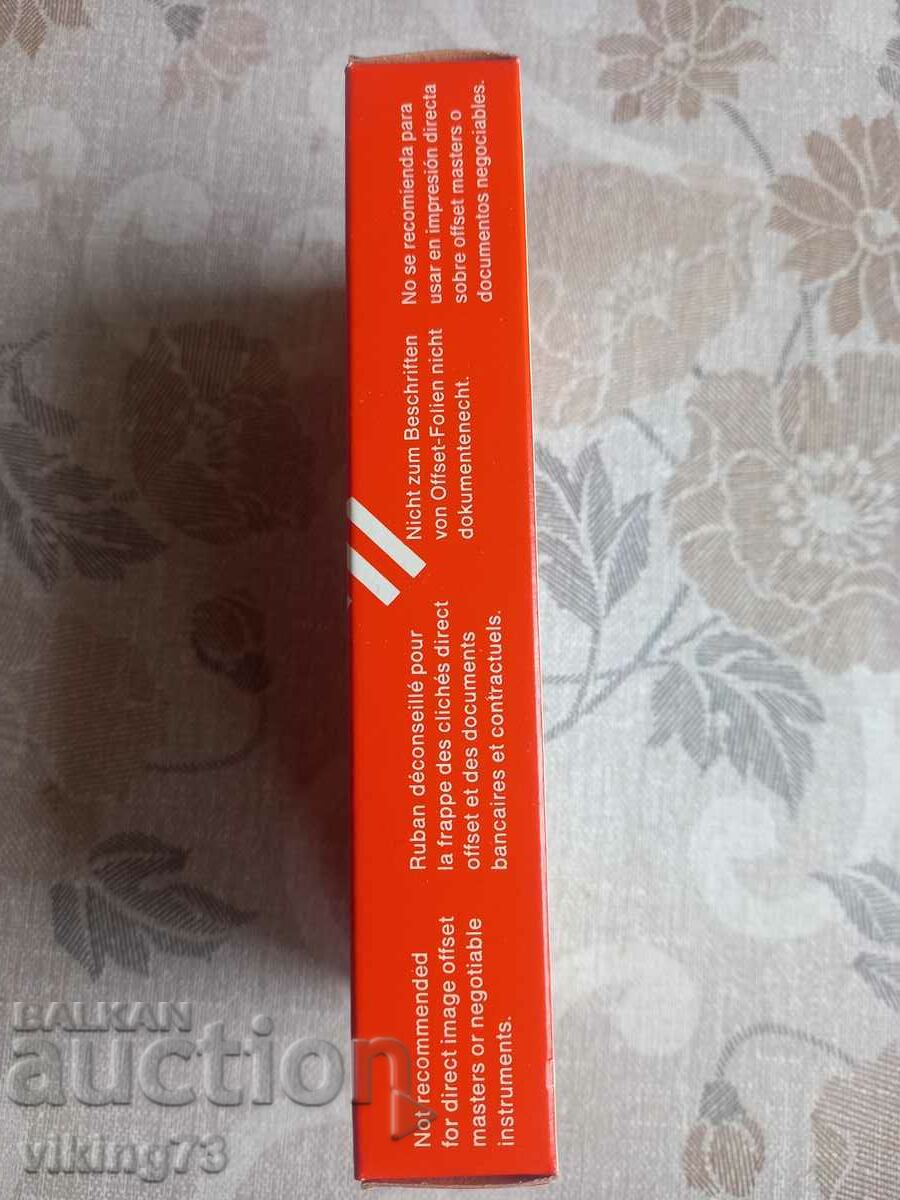 Not recommended
for direct image offset
masters or negotiable
instruments.
Ruban déconseillé pour
la frappe des clichés direct
offset et des documents
bancaires et contractuels.
Nicht zum Beschriften
von Offset-Folien nicht
dokumentenecht.
No se recomienda para
usar en impresión directa
sobre offset masters o
documentos negociables.
BALKAN
auction
viking73